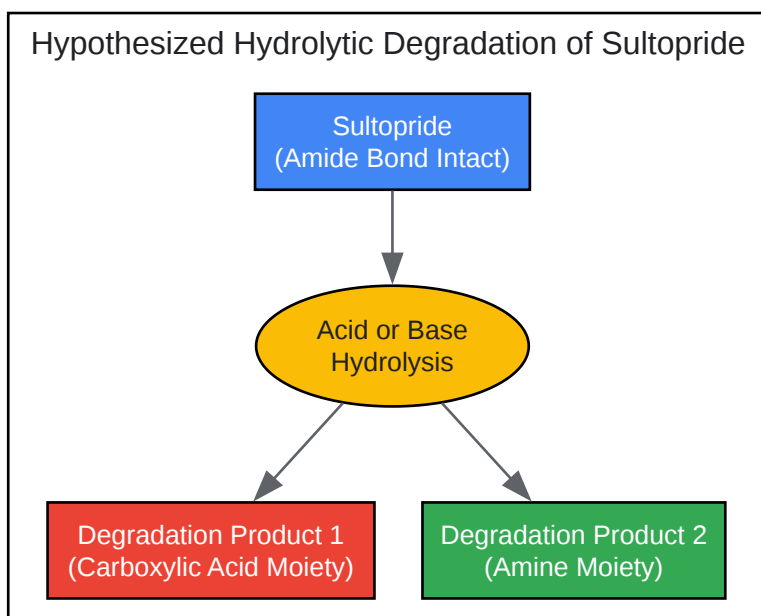 Hypothesized Hydrolytic Degradation of Sultopride
Sultopride
(Amide Bond Intact)
Acid or Base
Hydrolysis
Degradation Product 1
(Carboxylic Acid Moiety)
Degradation Product 2
(Amine Moiety)